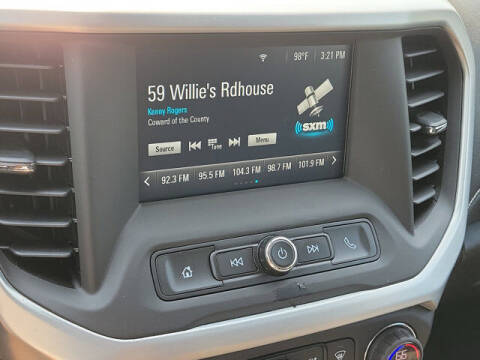 98°F 3:21 PM
59 Willie's Rdhouse
Kenny Rogers
Coward of the County
sxm
Source Tune Menu
92.3 FM 95.5 FM 104.3 FM 98.7 FM 101.9 FM
66